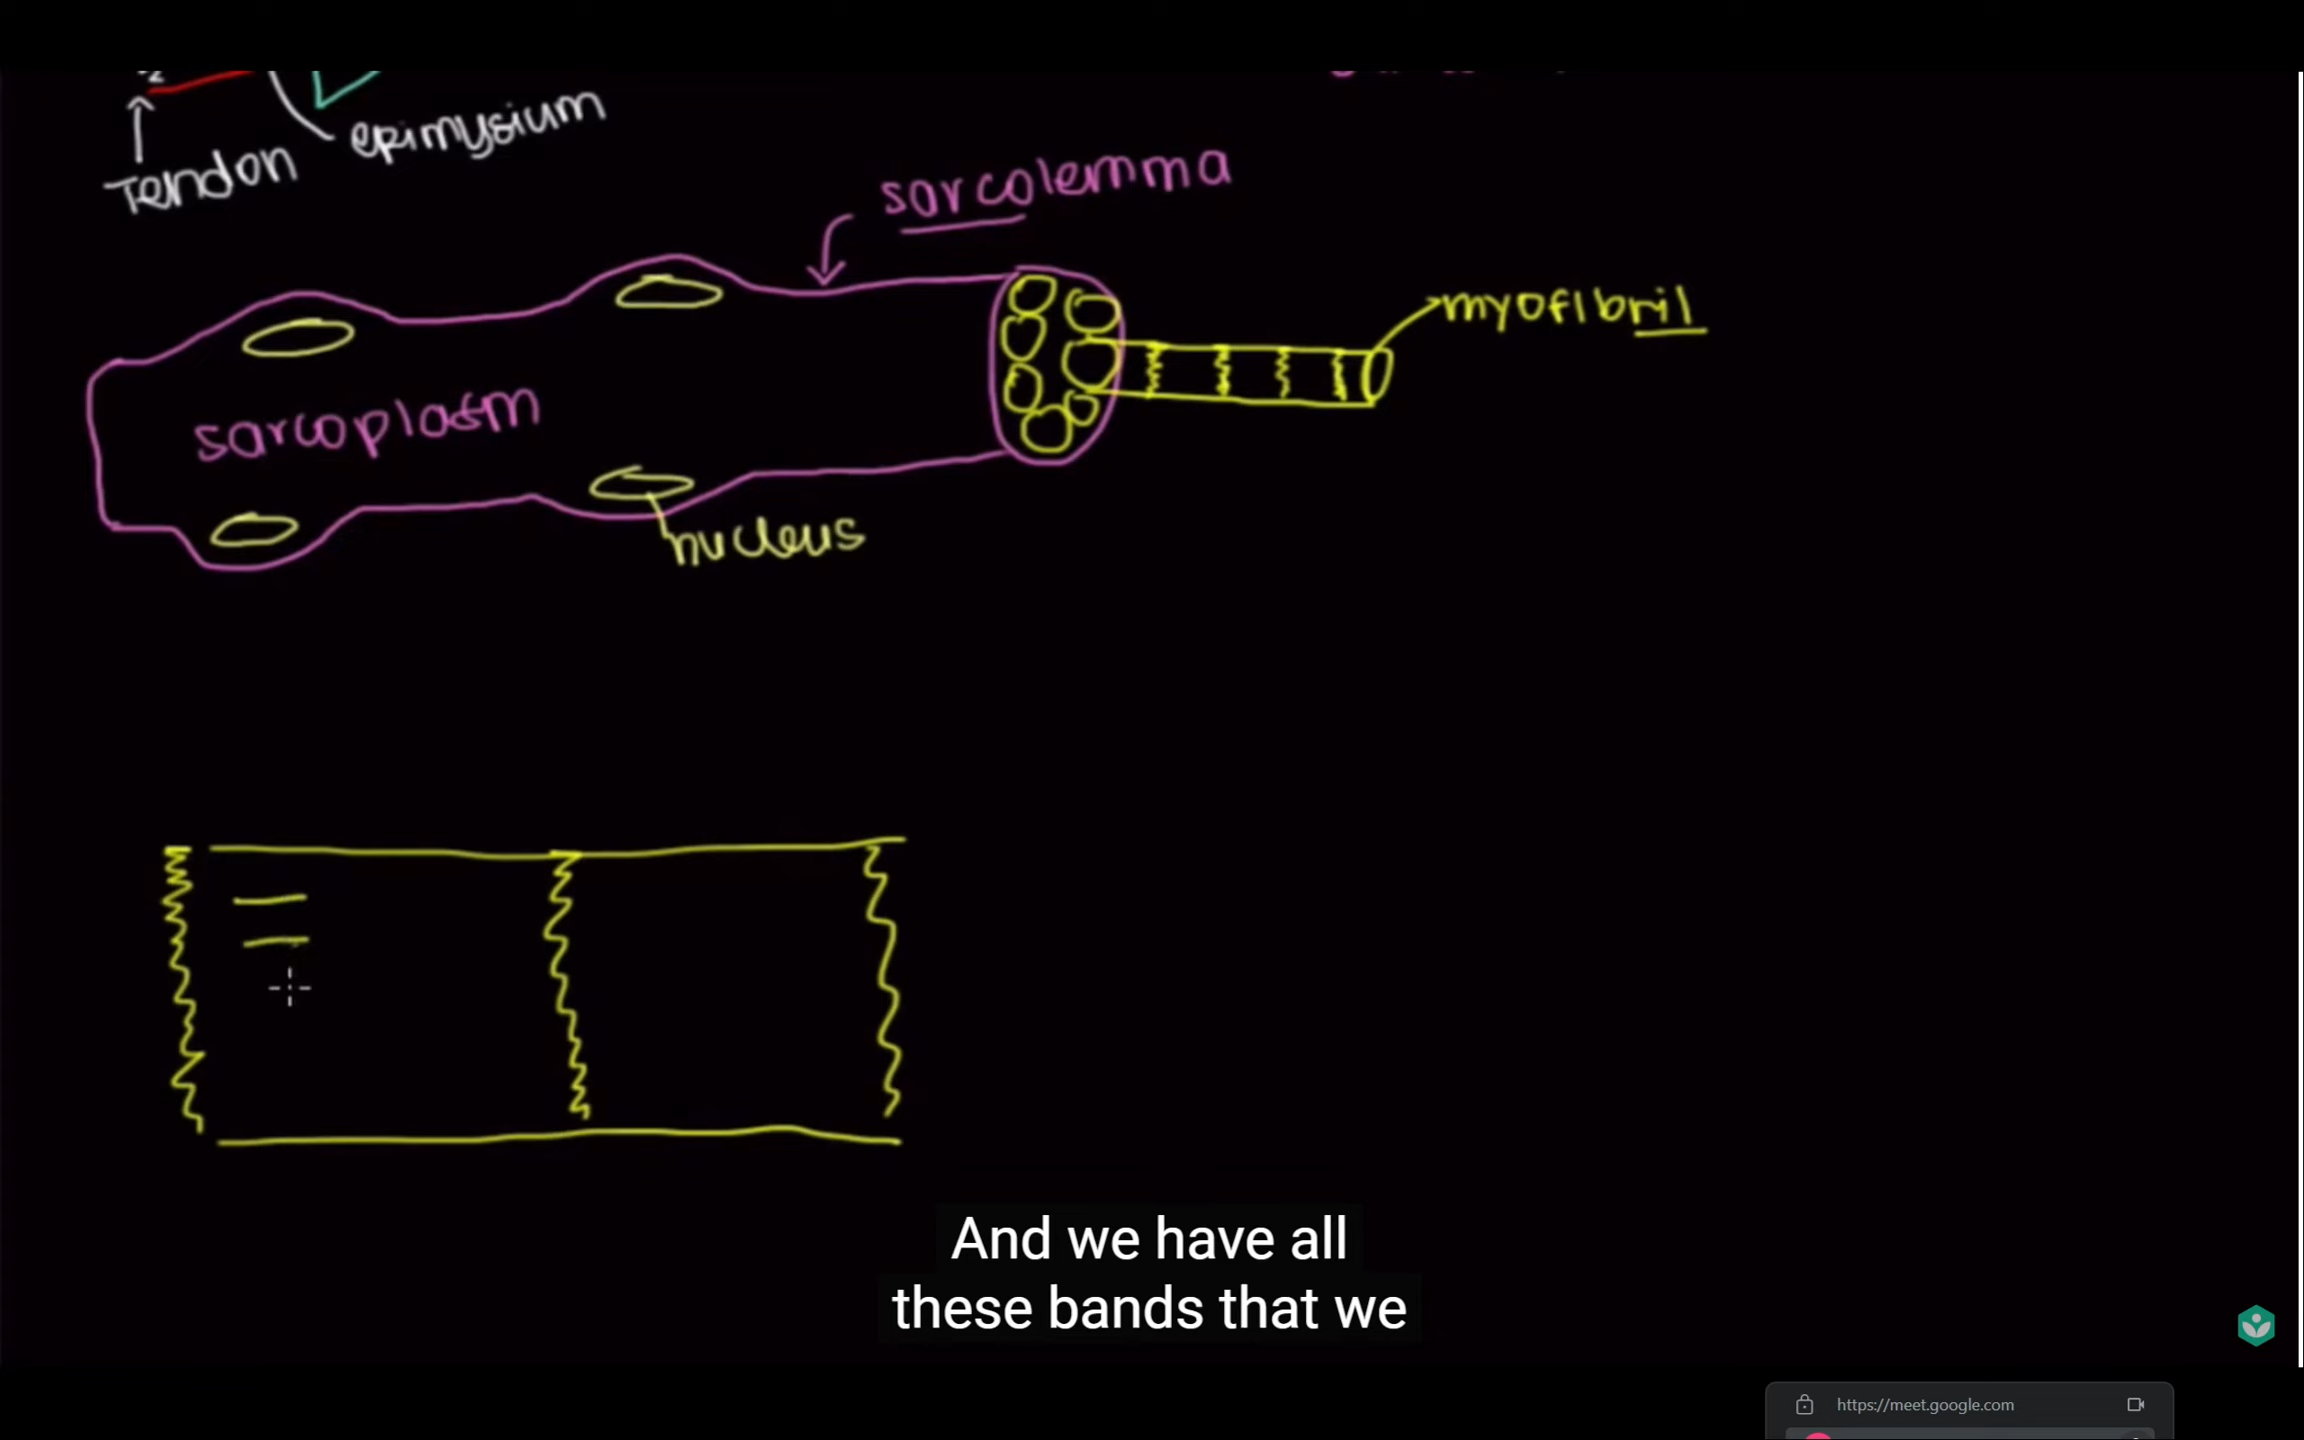 Tendon
epimysium
sarcolemma
myofibril
sarcoplasm
nucleus
And we have all
these bands that we
https://meet.google.com